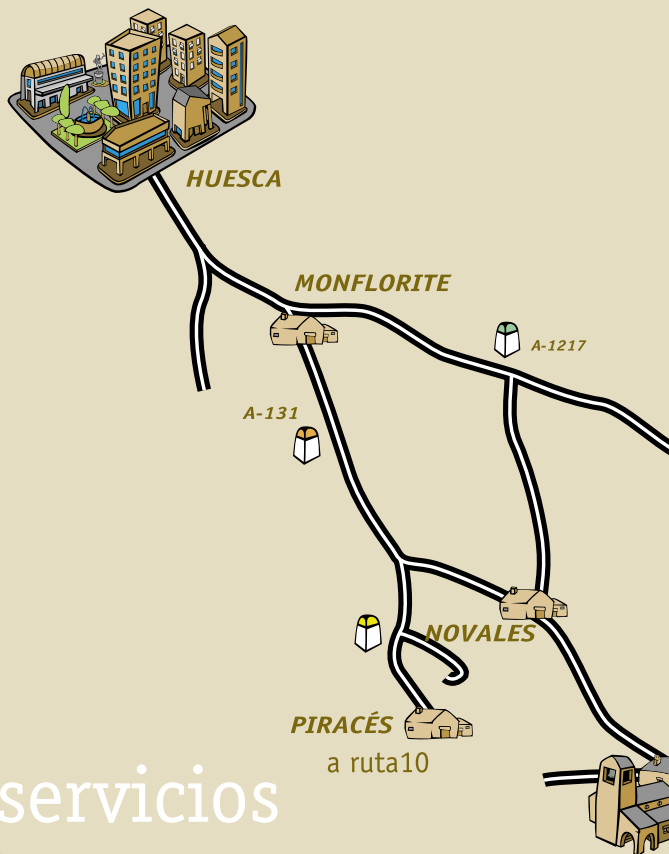 HUESCA
MONFLORITE
A-1217
A-131
NOVALES
PIRACÉS
a ruta10
servicios